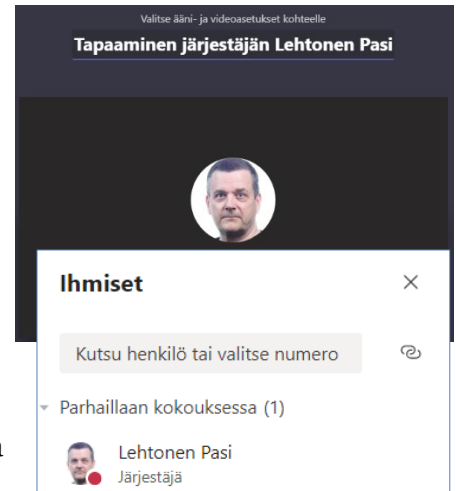 Valitse ääni- ja videoasetukset kohteelle
Tapaaminen järjestäjän Lehtonen Pasi
Ihmiset
Kutsu henkilö tai valitse numero
Parhaillaan kokouksessa (1)
Lehtonen Pasi
Järjestäjä